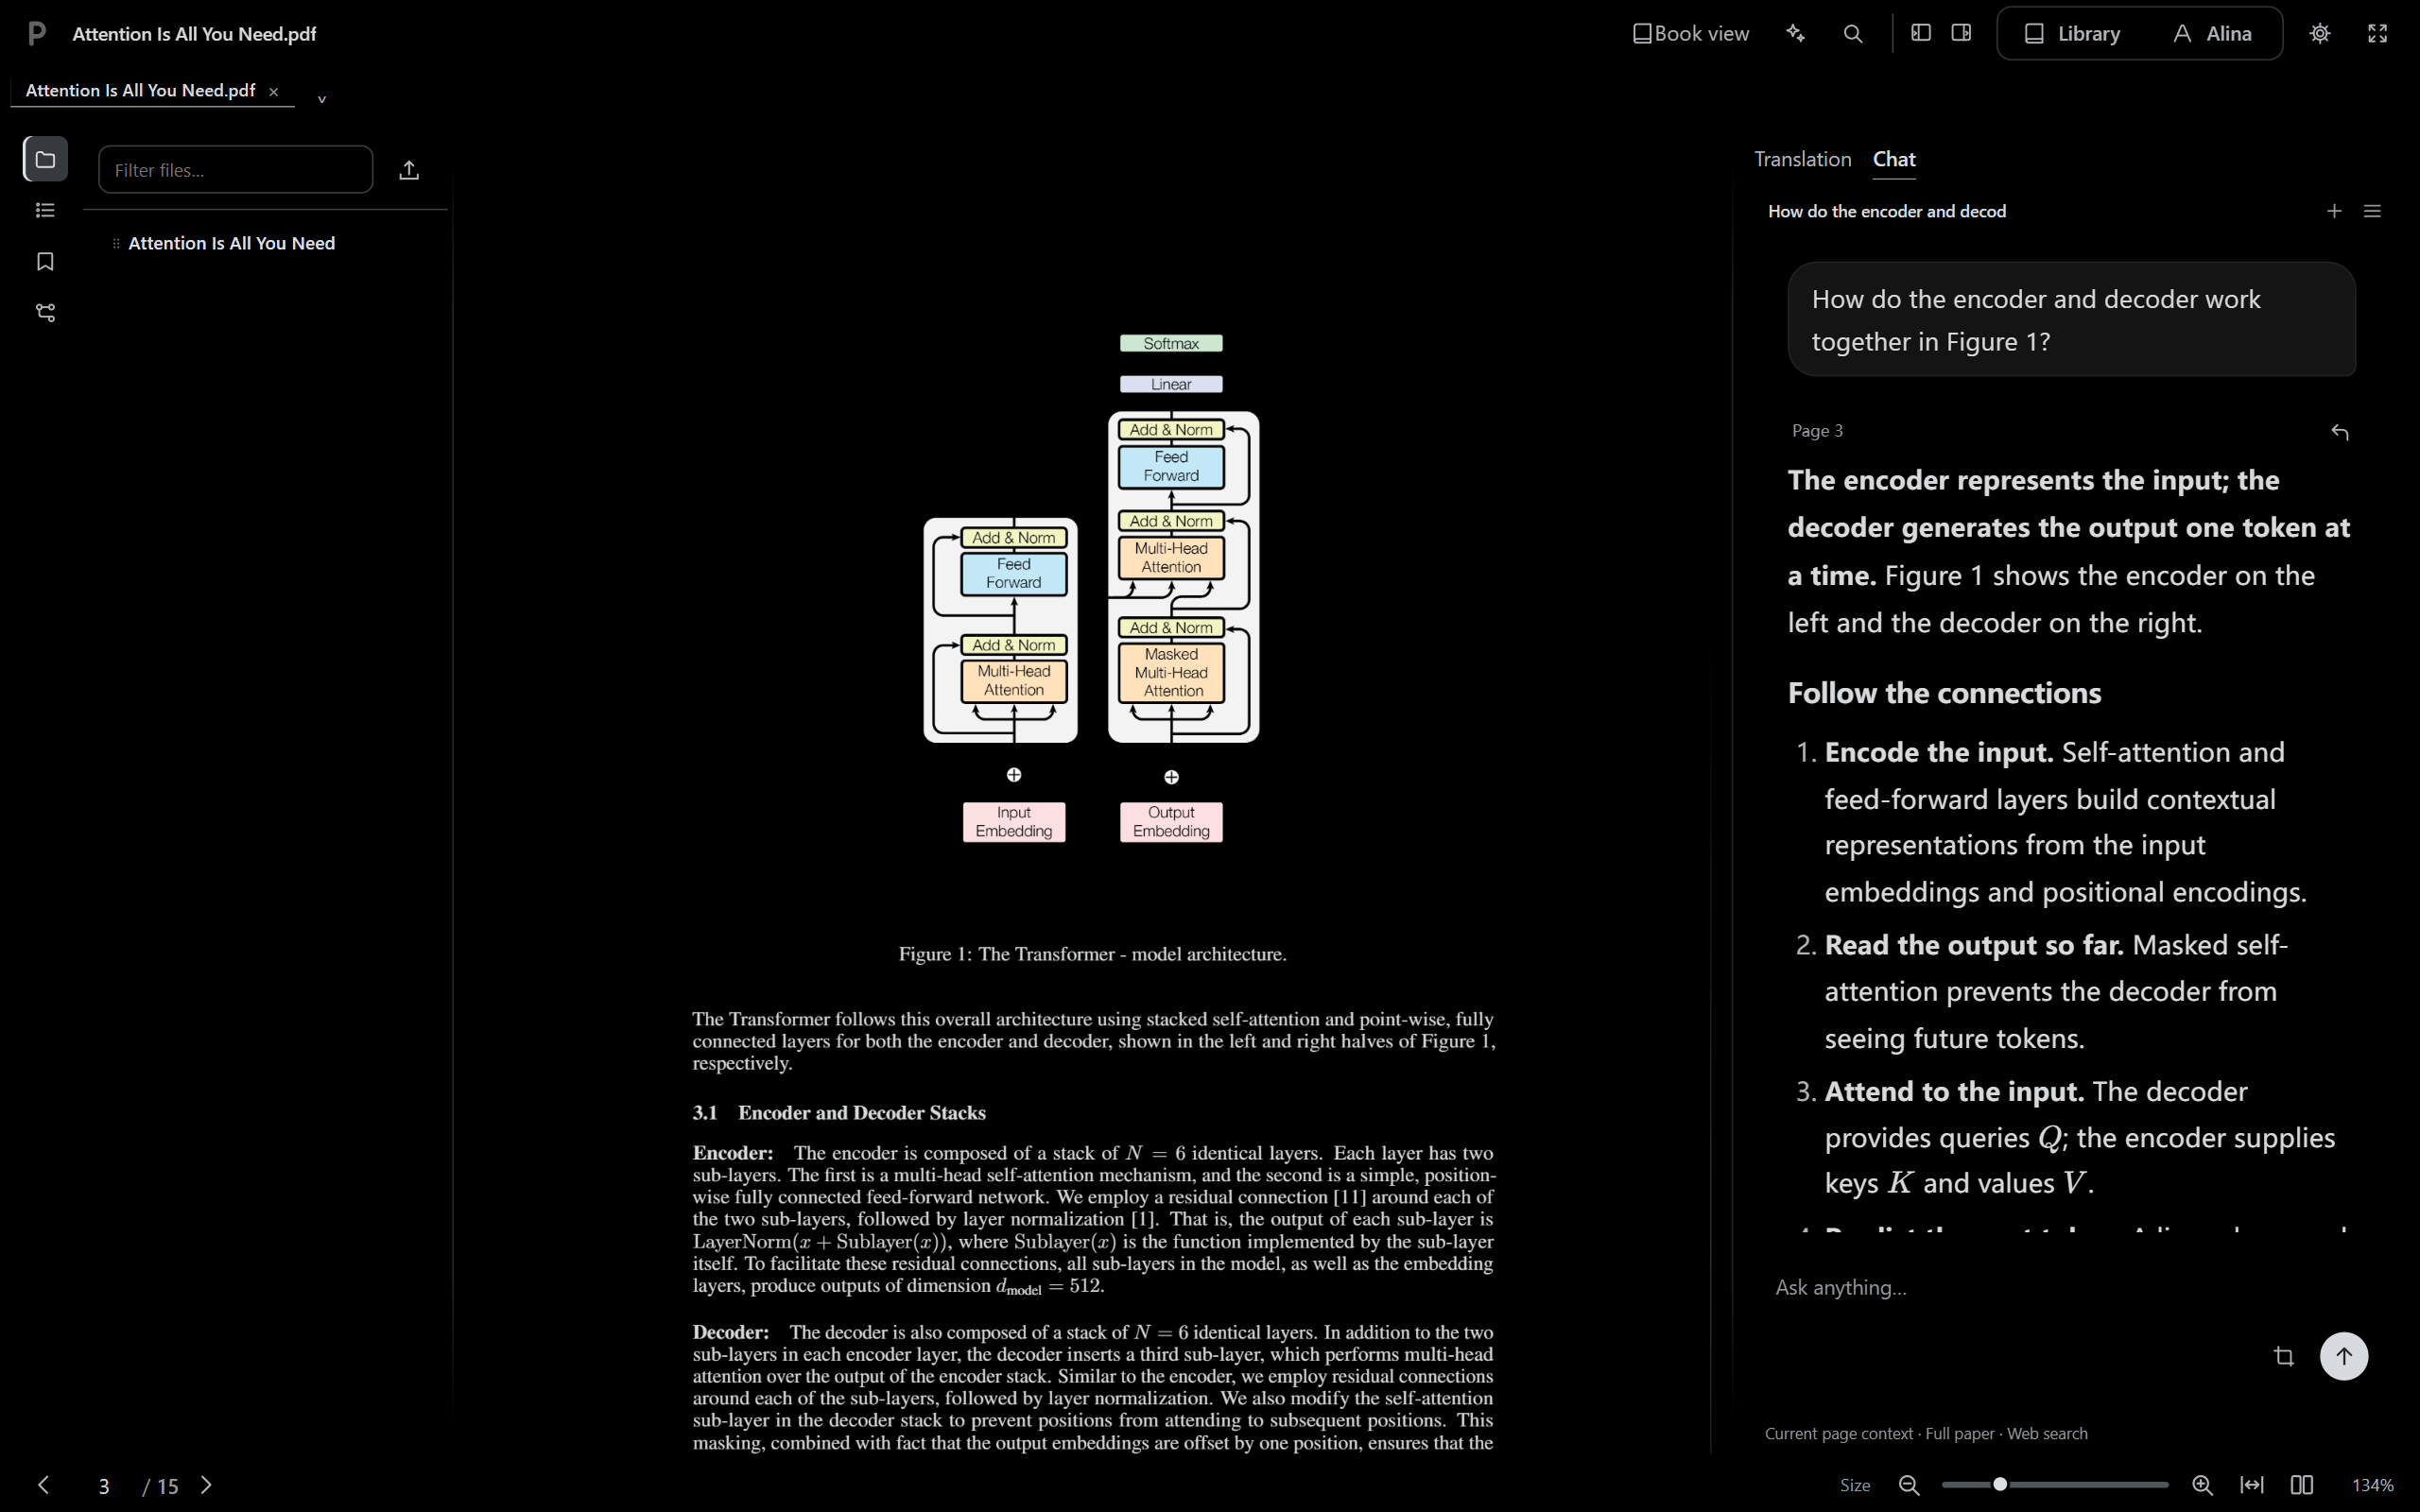 P Attention Is All You Need.pdf
Book view
Library
Alina
Attention Is All You Need.pdf ×
Filter files...
Attention Is All You Need
Softmax
Linear
Add & Norm
Feed
Forward
Add & Norm
Multi-Head
Attention
Add & Norm
Masked
Multi-Head
Attention
Add & Norm
Feed
Forward
Add & Norm
Multi-Head
Attention
Input
Embedding
Output
Embedding
Figure 1: The Transformer - model architecture.
The Transformer follows this overall architecture using stacked self-attention and point-wise, fully
connected layers for both the encoder and decoder, shown in the left and right halves of Figure 1,
respectively.
3.1 Encoder and Decoder Stacks
Encoder: The encoder is composed of a stack of N = 6 identical layers. Each layer has two
sub-layers. The first is a multi-head self-attention mechanism, and the second is a simple, position-
wise fully connected feed-forward network. We employ a residual connection [11] around each of
the two sub-layers, followed by layer normalization [1]. That is, the output of each sub-layer is
LayerNorm(x + Sublayer(x)), where Sublayer(x) is the function implemented by the sub-layer
itself. To facilitate these residual connections, all sub-layers in the model, as well as the embedding
layers, produce outputs of dimension d_model = 512.
Decoder: The decoder is also composed of a stack of N = 6 identical layers. In addition to the two
sub-layers in each encoder layer, the decoder inserts a third sub-layer, which performs multi-head
attention over the output of the encoder stack. Similar to the encoder, we employ residual connections
around each of the sub-layers, followed by layer normalization. We also modify the self-attention
sub-layer in the decoder stack to prevent positions from attending to subsequent positions. This
masking, combined with fact that the output embeddings are offset by one position, ensures that the
Translation Chat
How do the encoder and decod
How do the encoder and decoder work
together in Figure 1?
Page 3
The encoder represents the input; the
decoder generates the output one token at
a time. Figure 1 shows the encoder on the
left and the decoder on the right.
Follow the connections
1. Encode the input. Self-attention and
feed-forward layers build contextual
representations from the input
embeddings and positional encodings.
2. Read the output so far. Masked self-
attention prevents the decoder from
seeing future tokens.
3. Attend to the input. The decoder
provides queries Q; the encoder supplies
keys K and values V.
Ask anything...
Current page context · Full paper · Web search
3 / 15
Size
134%